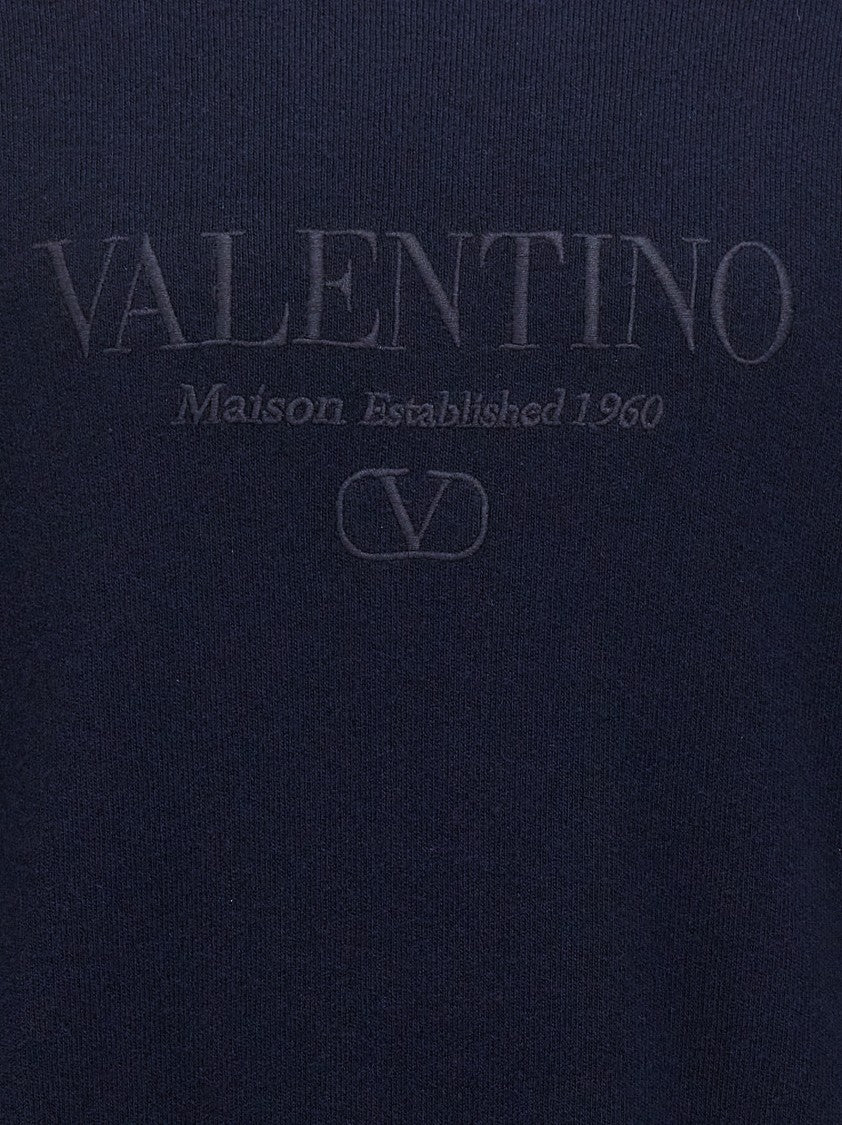 VALENTINO
Maison Established 1960
V